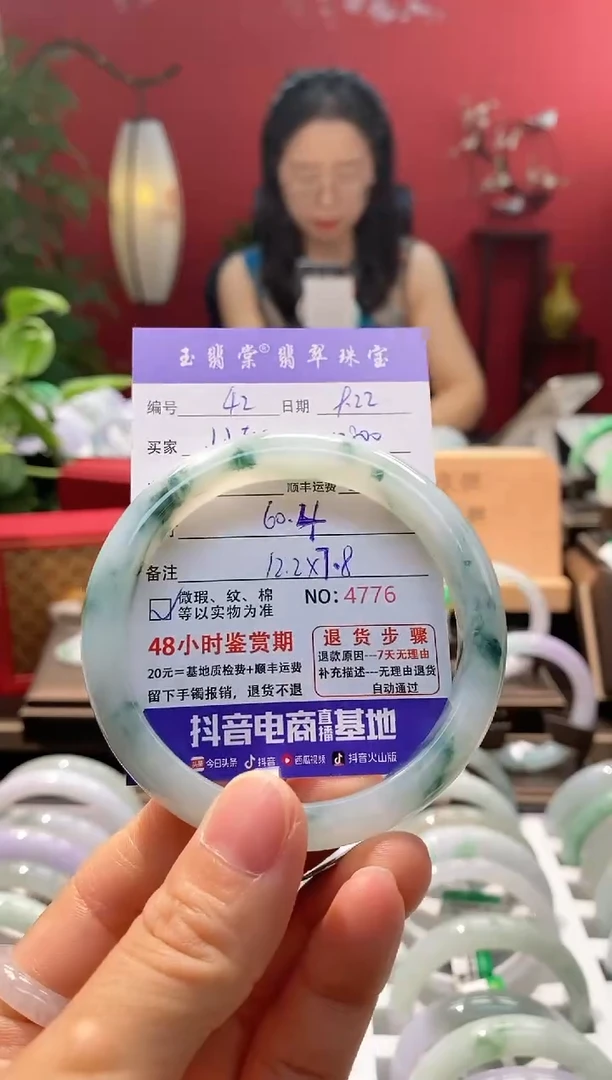 玉翡棠®翡翠珠宝
编号 42 日期 8.22
买家
顺丰运费
60.4
备注 12.2x7.8
☑ 微瑕、纹、棉 NO: 4776
等以实物为准
48小时鉴赏期
20元=基地质检费+顺丰运费
留下手镯报销，退货不退
退货步骤
退款原因---7天无理由
补充描述---无理由退货
自动通过
抖音电商直播基地
头条 今日头条 抖音 西瓜视频 抖音火山版